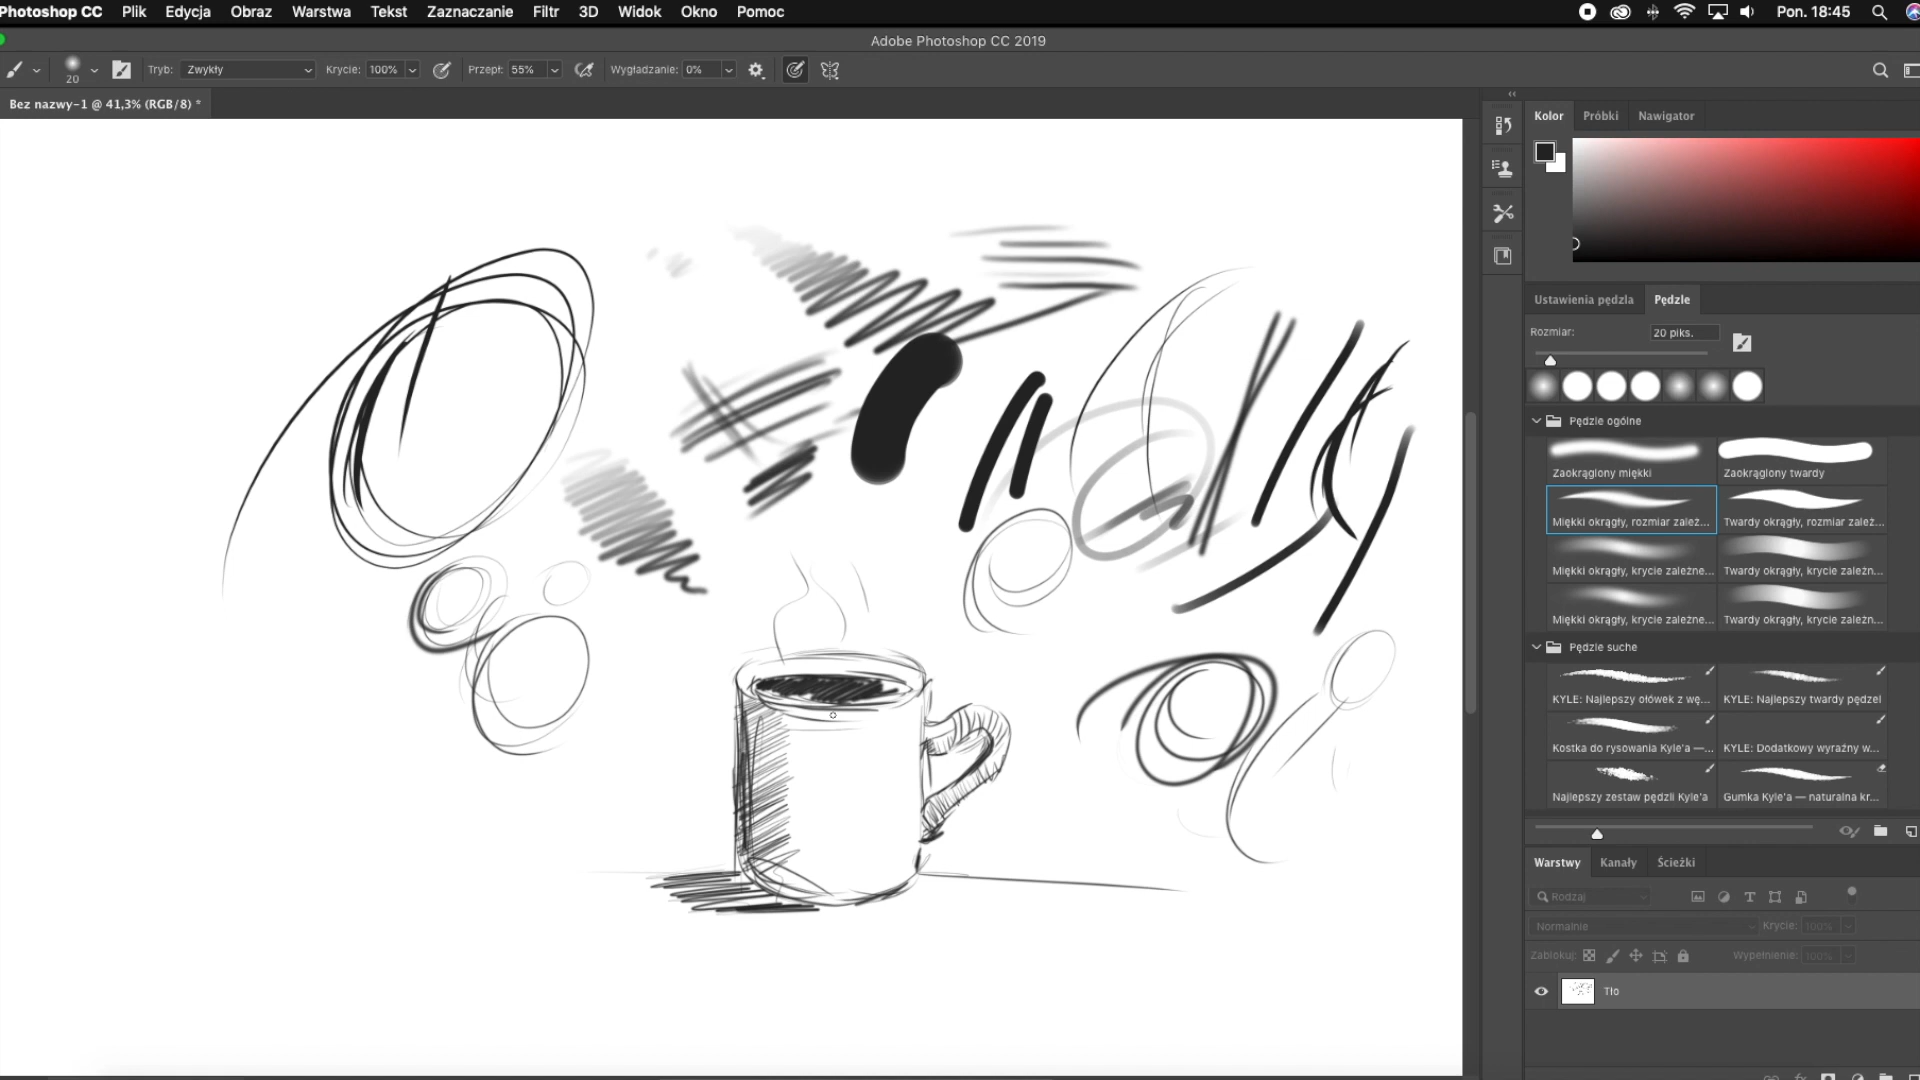 Photoshop CC Plik Edycja Obraz Warstwa Tekst Zaznaczanie Filtr 3D Widok Okno Pomoc Pon. 18:45
Adobe Photoshop CC 2019
20 Tryb: Zwykły Krycie: 100% Przepł: 55% Wygładzanie: 0%
Bez nazwy-1 @ 41,3% (RGB/8) *
Kolor Próbki Nawigator
Ustawienia pędzla Pędzle
Rozmiar: 20 piks.
Pędzle ogólne
Zaokrąglony miękki Zaokrąglony twardy
Miękki okrągły, rozmiar zależ... Twardy okrągły, rozmiar zależ...
Miękki okrągły, krycie zależne... Twardy okrągły, krycie zależn...
Miękki okrągły, krycie zależne... Twardy okrągły, krycie zależn...
Pędzle suche
KYLE: Najlepszy ołówek z wę... KYLE: Najlepszy twardy pędzel
Kostka do rysowania Kyle'a —... KYLE: Dodatkowy wyraźny w...
Najlepszy zestaw pędzli Kyle'a Gumka Kyle'a — naturalna kr...
Warstwy Kanały Ścieżki
Rodzaj
Normalnie Krycie: 100%
Zablokuj: Wypełnienie: 100%
Tło